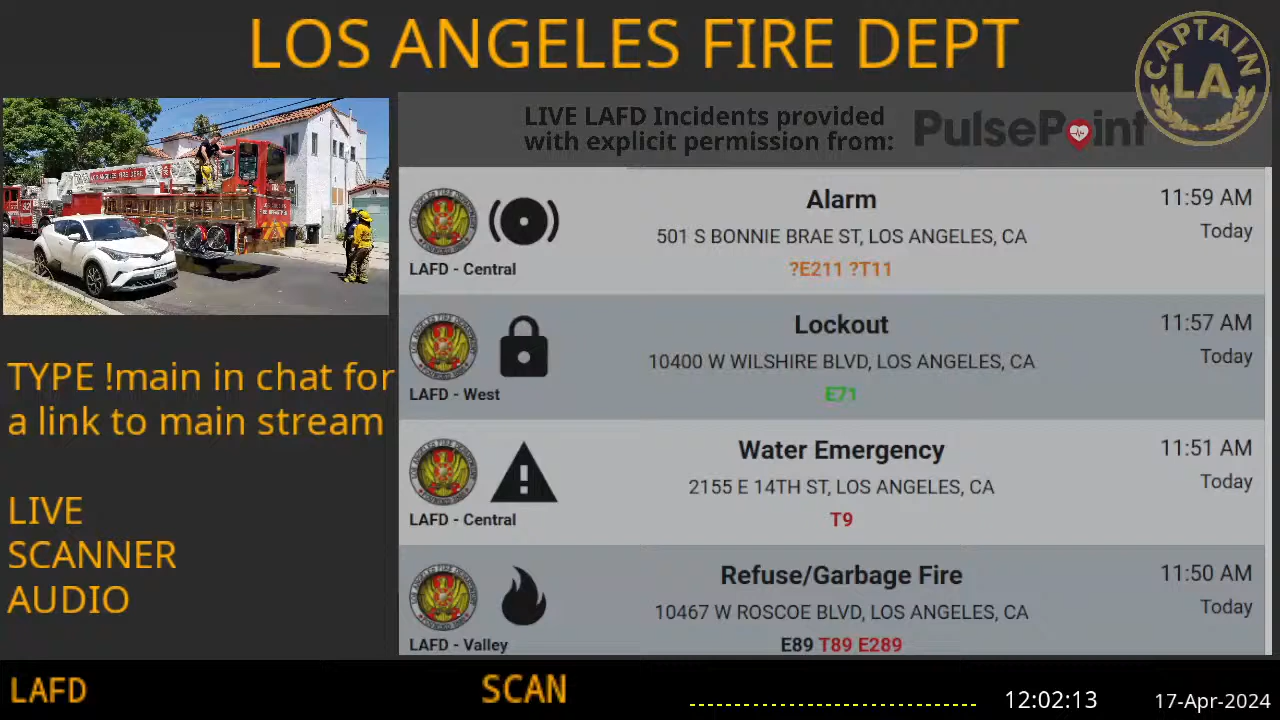 LOS ANGELES FIRE DEPT
CAPTAIN
LA
LIVE LAFD Incidents provided
with explicit permission from:
PulsePoint
Alarm
11:59 AM
501 S BONNIE BRAE ST, LOS ANGELES, CA
Today
LAFD - Central
?E211 ?T11
Lockout
11:57 AM
10400 W WILSHIRE BLVD, LOS ANGELES, CA
Today
LAFD - West
E71
Water Emergency
11:51 AM
2155 E 14TH ST, LOS ANGELES, CA
Today
LAFD - Central
T9
Refuse/Garbage Fire
11:50 AM
10467 W ROSCOE BLVD, LOS ANGELES, CA
Today
LAFD - Valley
E89 T89 E289
TYPE !main in chat for
a link to main stream
LIVE
SCANNER
AUDIO
LAFD
SCAN
12:02:13
17-Apr-2024